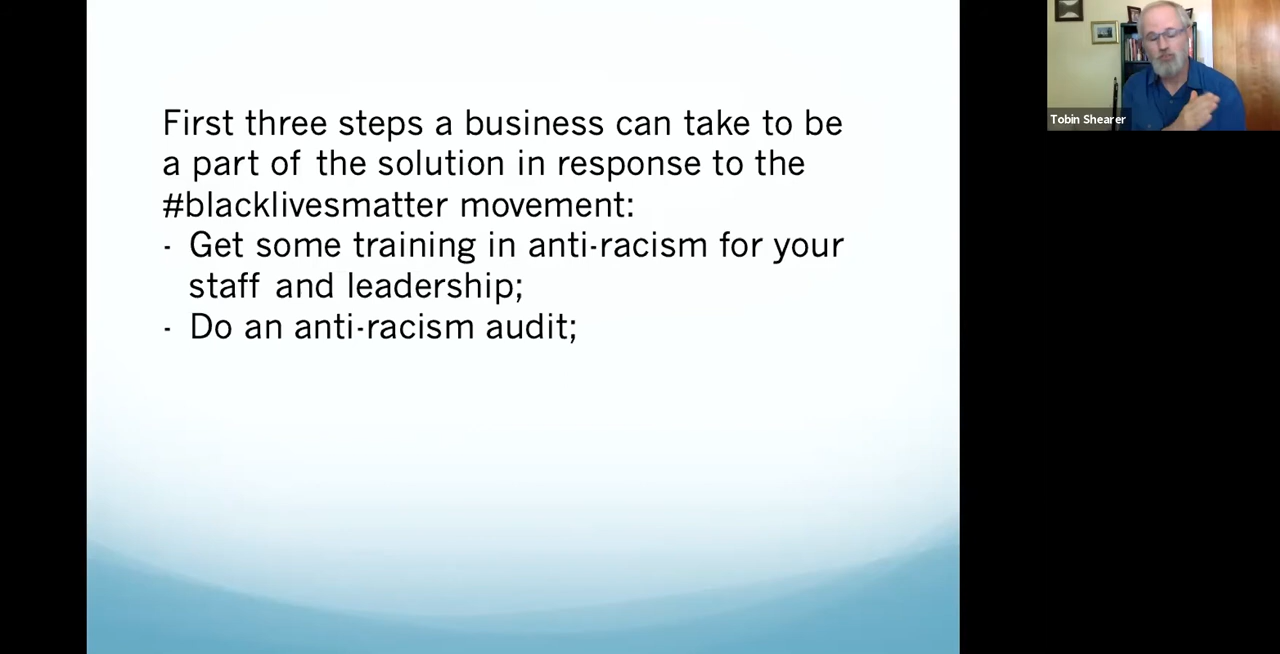 First three steps a business can take to be
a part of the solution in response to the
#blacklivesmatter movement:
- Get some training in anti-racism for your
staff and leadership;
- Do an anti-racism audit;
Tobin Shearer